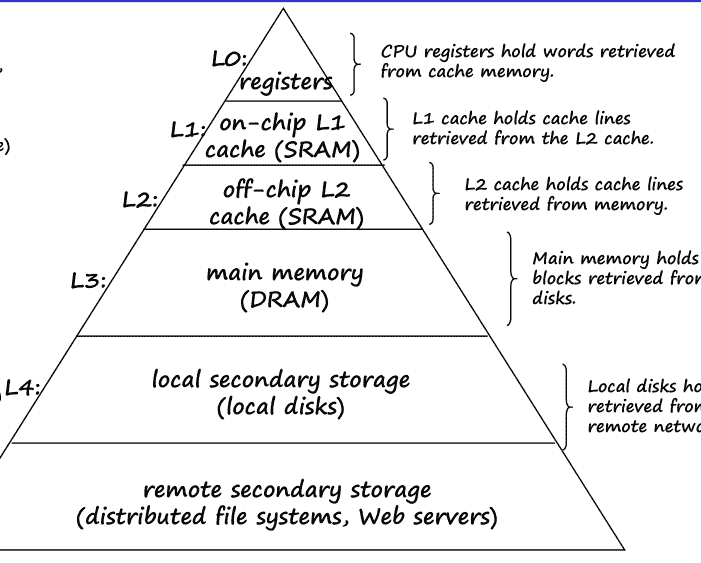 L0:
registers
CPU registers hold words retrieved
from cache memory.
L1:
on-chip L1
cache (SRAM)
L1 cache holds cache lines
retrieved from the L2 cache.
e)
L2:
off-chip L2
cache (SRAM)
L2 cache holds cache lines
retrieved from memory.
L3:
main memory
(DRAM)
Main memory holds
blocks retrieved from
disks.
L4:
local secondary storage
(local disks)
Local disks
retrieved from
remote
remote secondary storage
(distributed file systems, Web servers)